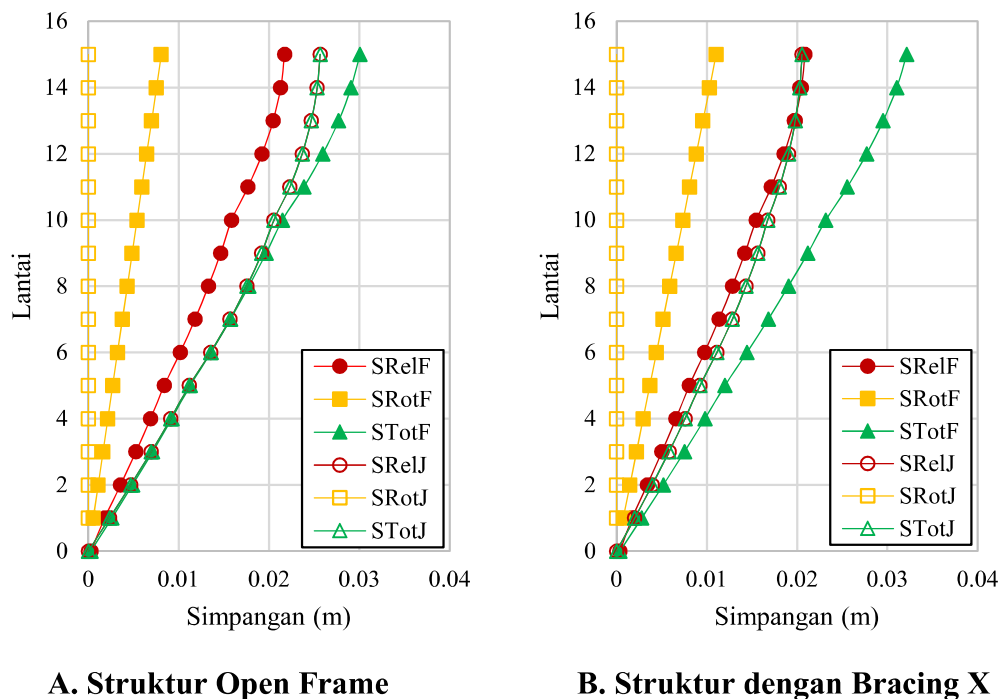 16
14
12
10
8
6
4
2
0
Lantai
SRelF
SRotF
STotF
SRelJ
SRotJ
STotJ
0 0.01 0.02 0.03 0.04
Simpangan (m)
A. Struktur Open Frame
16
14
12
10
8
6
4
2
0
Lantai
SRelF
SRotF
STotF
SRelJ
SRotJ
STotJ
0 0.01 0.02 0.03 0.04
Simpangan (m)
B. Struktur dengan Bracing X